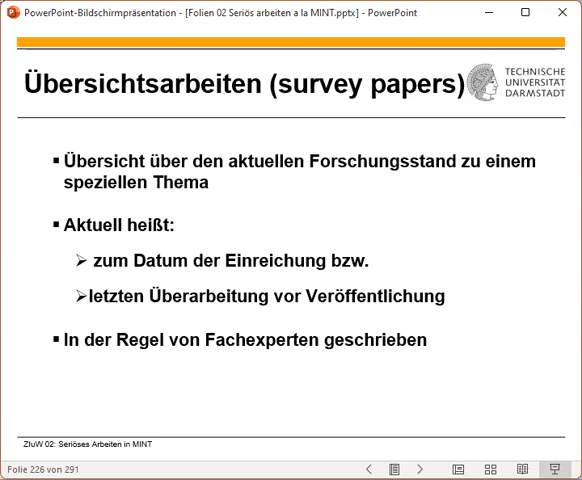 PowerPoint-Bildschirmpräsentation - [Folien 02 Seriös arbeiten a la MINT.pptx] - PowerPoint
Übersichtsarbeiten (survey papers)
TECHNISCHE
UNIVERSITÄT
DARMSTADT
Übersicht über den aktuellen Forschungsstand zu einem
speziellen Thema
Aktuell heißt:
zum Datum der Einreichung bzw.
letzten Überarbeitung vor Veröffentlichung
In der Regel von Fachexperten geschrieben
ZIuW 02: Seriöses Arbeiten in MINT
Folie 226 von 291